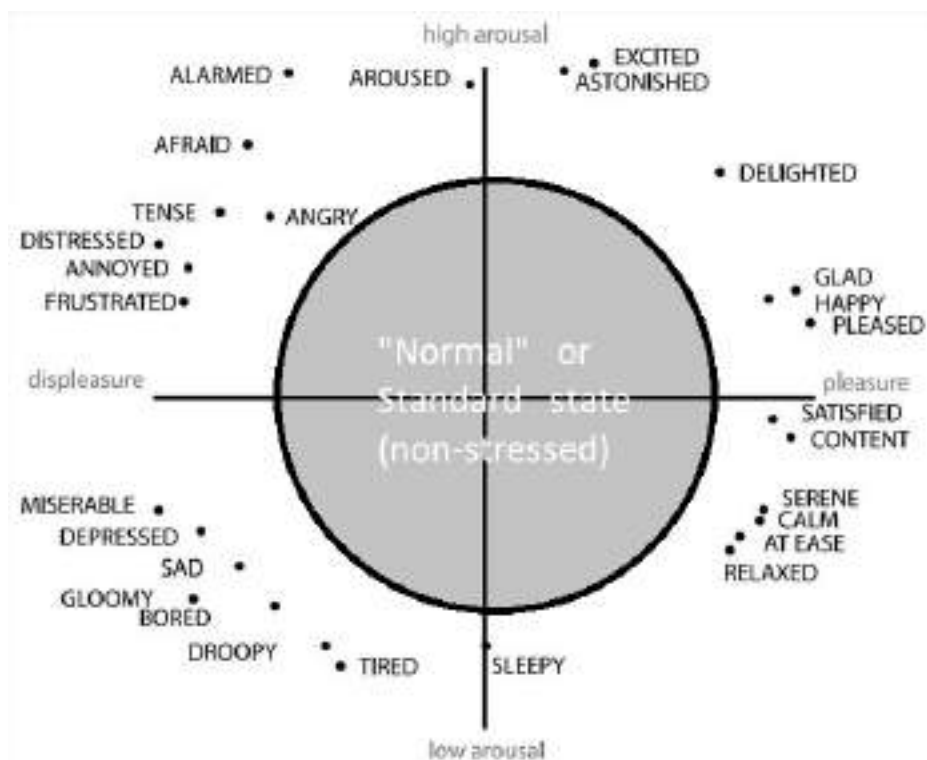 high arousal
EXCITED
ALARMED
AROUSED
ASTONISHED
AFRAID
DELIGHTED
TENSE
ANGRY
DISTRESSED
ANNOYED
GLAD
FRUSTRATED
HAPPY
PLEASED
"Normal" or
displeasure
pleasure
Standard state
SATISFIED
(non-stressed)
CONTENT
MISERABLE
SERENE
DEPRESSED
CALM
AT EASE
SAD
RELAXED
GLOOMY
BORED
DROOPY
TIRED
SLEEPY
low arousal